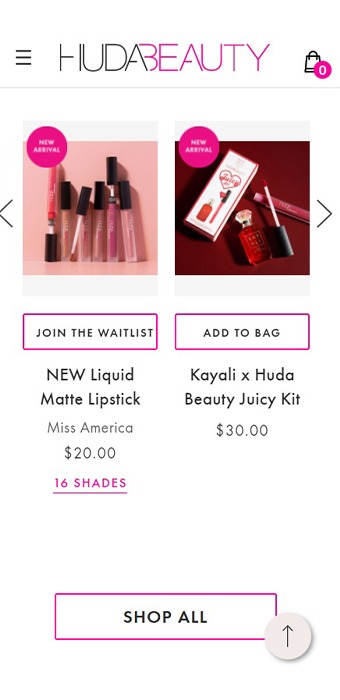 HUDABEAUTY
0
NEW
ARRIVAL
NEW
ARRIVAL
JOIN THE WAITLIST
ADD TO BAG
NEW Liquid
Matte Lipstick
Miss America
$20.00
16 SHADES
Kayali x Huda
Beauty Juicy Kit
$30.00
SHOP ALL